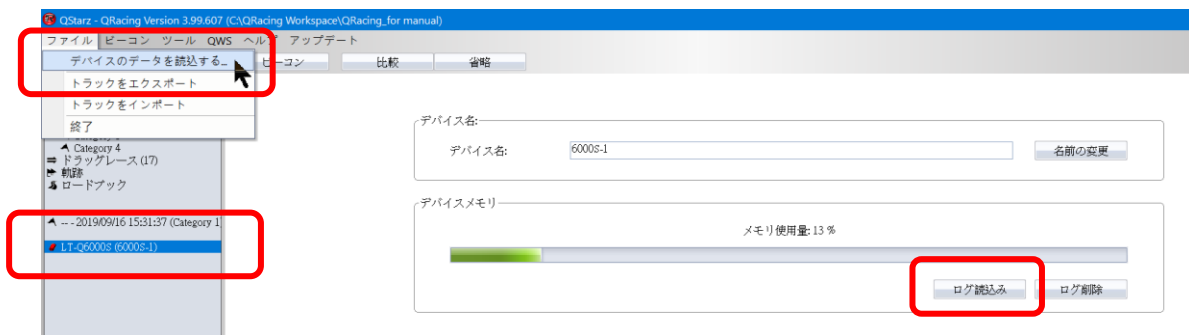 QStarz - QRacing Version 3.99.607 (C:\QRacing Workspace\QRacing_for manual)
ファイル ビーコン ツール QWS ヘルプ アップデート
デバイスのデータを読込する...
ビーコン 比較 省略
トラックをエクスポート
トラックをインポート
終了
Category 4
ドラッグレース (17)
軌跡
ロードブック
--- 2019/09/16 15:31:37 (Category 1)
LT-Q6000S (6000S-1)
デバイス名:
デバイス名: 6000S-1 名前の変更
デバイスメモリ
メモリ使用量: 13 %
ログ読込み ログ削除